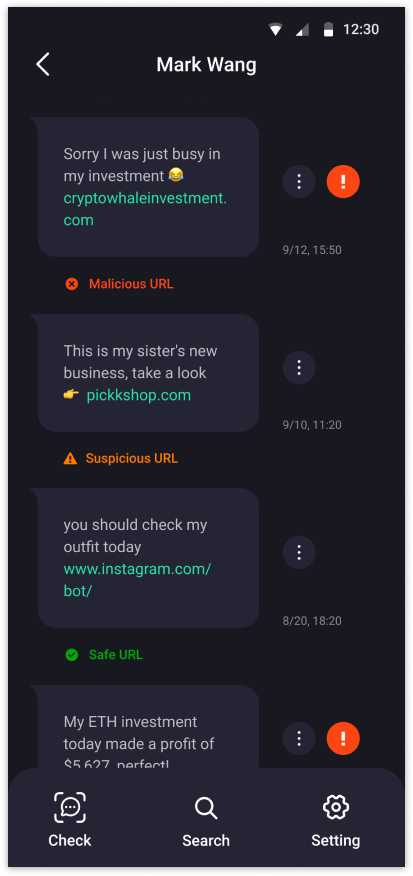 12:30
Mark Wang
Sorry I was just busy in
my investment 😂
cryptowhaleinvestment.
com
9/12, 15:50
Malicious URL
This is my sister's new
business, take a look
👉 pickkshop.com
9/10, 11:20
Suspicious URL
you should check my
outfit today
www.instagram.com/
bot/
8/20, 18:20
Safe URL
My ETH investment
today made a profit of
$5,627, perfect!
Check
Search
Setting